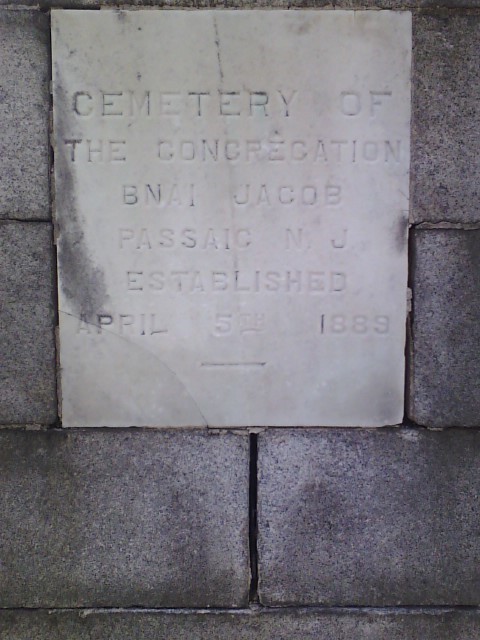 CEMETERY OF
THE CONGREGATION
BNAI JACOB
PASSAIC N. J.
ESTABLISHED
APRIL 5TH 1889